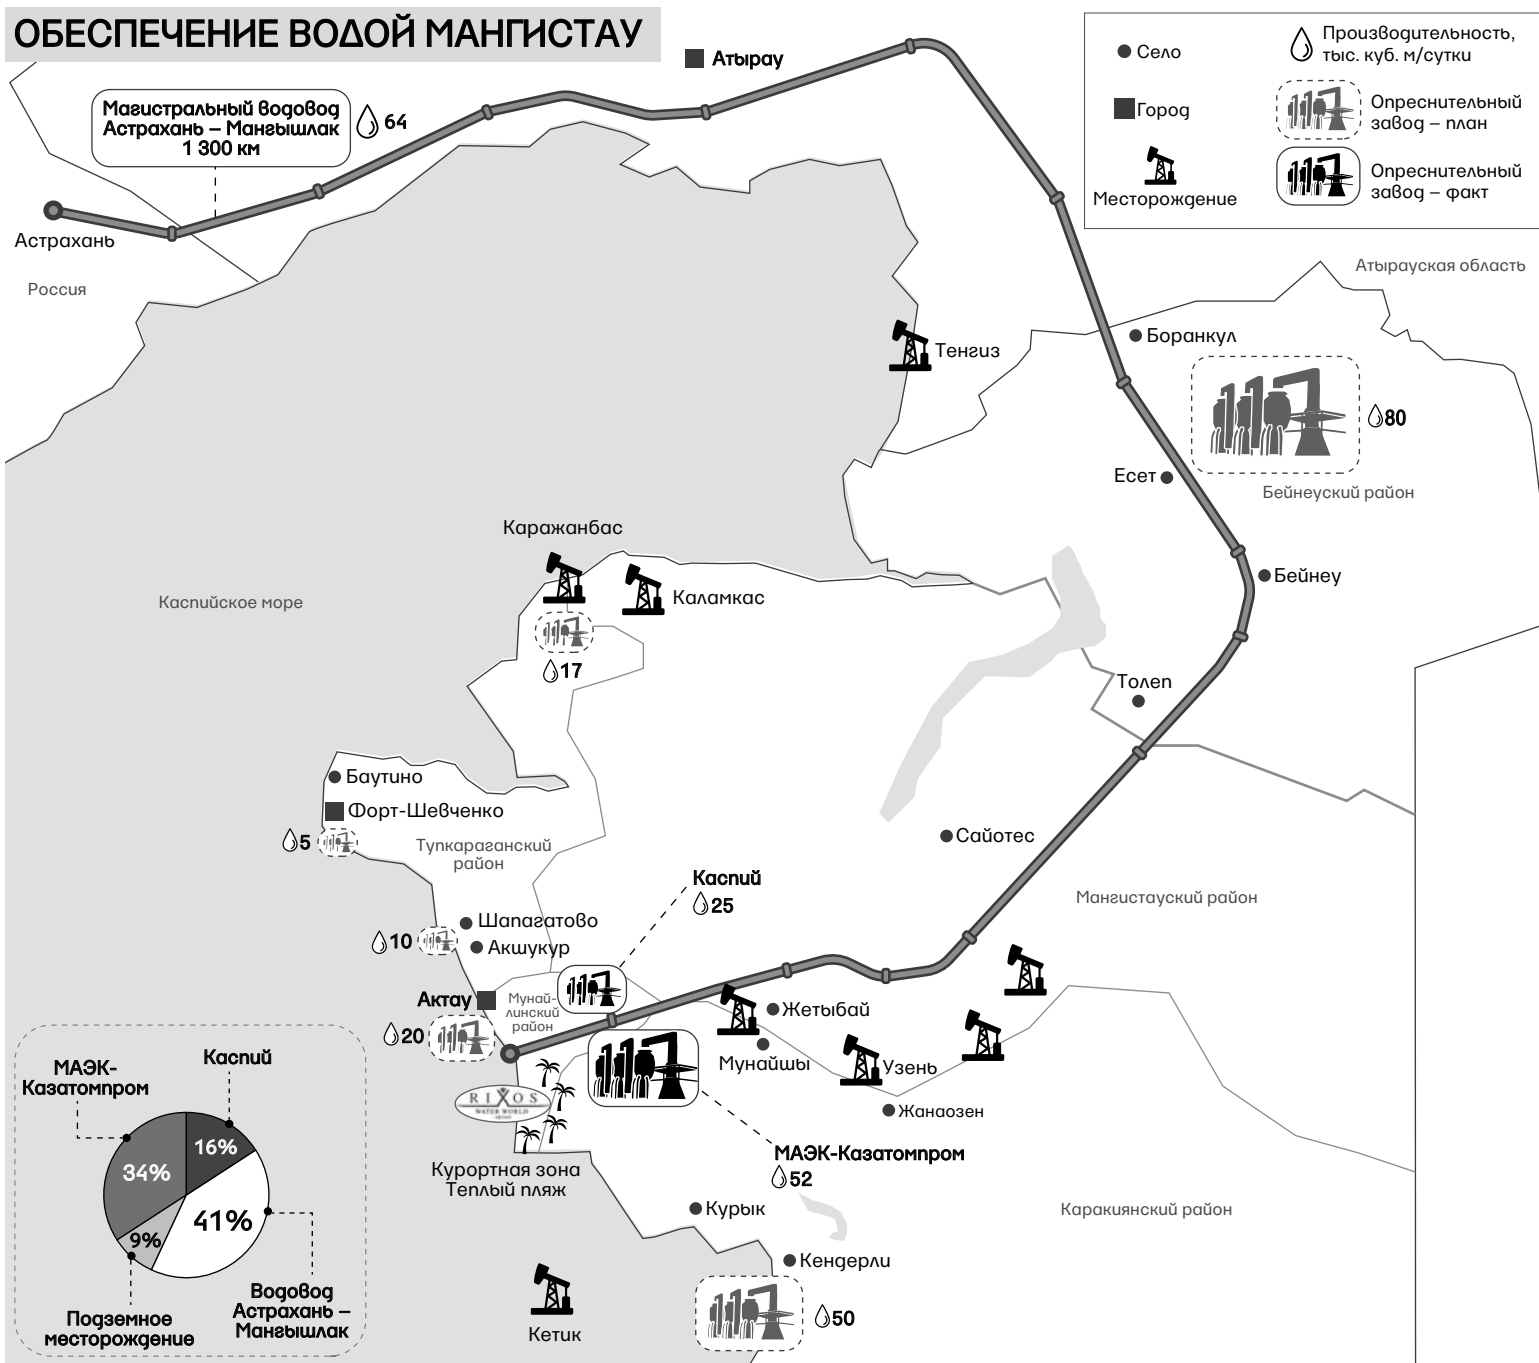 ОБЕСПЕЧЕНИЕ ВОДОЙ МАНГИСТАУ
Село
Город
Месторождение
Производительность,
тыс. куб. м/сутки
Опреснительный
завод – план
Опреснительный
завод – факт
Атырау
Магистральный водовод
Астрахань – Мангышлак
1 300 км
64
Астрахань
Россия
Атырауская область
Боранкул
Тенгиз
80
Есет
Бейнеуский район
Каражанбас
Бейнеу
Каспийское море
Каламкас
17
Толеп
Баутино
Форт-Шевченко
5
Тупкараганский
район
Сайотес
Каспий
25
Мангистауский район
Шапагатово
10
Акшукур
Актау
Мунай-
линский
район
20
Жетыбай
Мунайшы
Узень
Жанаозен
RIXOS
WATER WORLD
МАЭК-Казатомпром
52
Курортная зона
Теплый пляж
Курык
Каракиянский район
Кендерли
50
Кетик
МАЭК-
Казатомпром
Каспий
16%
34%
41%
9%
Водовод
Астрахань –
Мангышлак
Подземное
месторождение